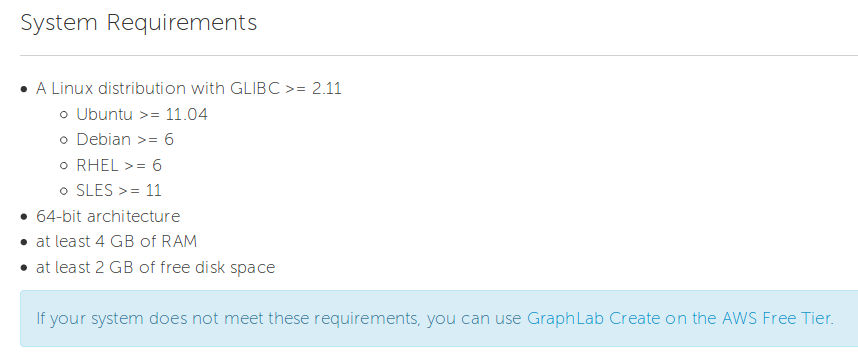 System Requirements
• A Linux distribution with GLIBC >= 2.11
○ Ubuntu >= 11.04
○ Debian >= 6
○ RHEL >= 6
○ SLES >= 11
• 64-bit architecture
• at least 4 GB of RAM
• at least 2 GB of free disk space
If your system does not meet these requirements, you can use GraphLab Create on the AWS Free Tier.